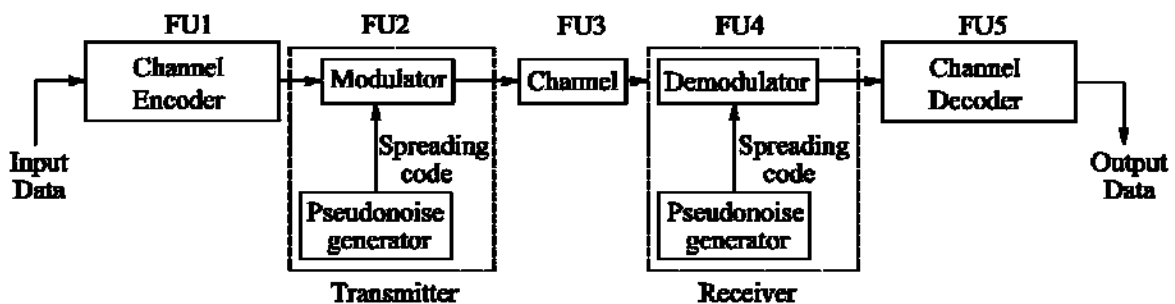 FU1
FU2
FU3
FU4
FU5
Channel
Encoder
Modulator
Channel
Demodulator
Channel
Decoder
Input
Data
Spreading
code
Spreading
code
Output
Data
Pseudonoise
generator
Pseudonoise
generator
Transmitter
Receiver